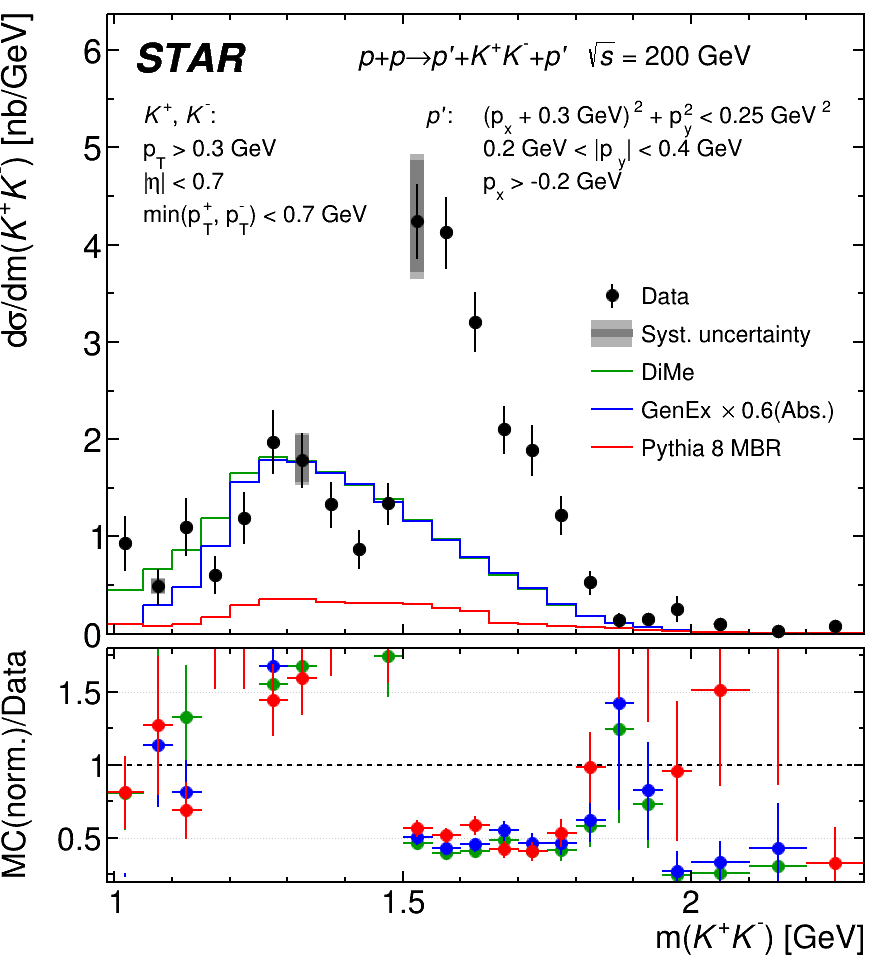 STAR
p+p→p′+K⁺K⁻+p′ √s = 200 GeV
K⁺, K⁻:
p_T > 0.3 GeV
|η| < 0.7
min(p_T⁺, p_T⁻) < 0.7 GeV
p′: (p_x + 0.3 GeV)² + p_y² < 0.25 GeV²
0.2 GeV < |p_y| < 0.4 GeV
p_x > -0.2 GeV
Data
Syst. uncertainty
DiMe
GenEx × 0.6(Abs.)
Pythia 8 MBR
dσ/dm(K⁺K⁻) [nb/GeV]
6
5
4
3
2
1
0
MC(norm.)/Data
1.5
1
0.5
1 1.5 2
m(K⁺K⁻) [GeV]